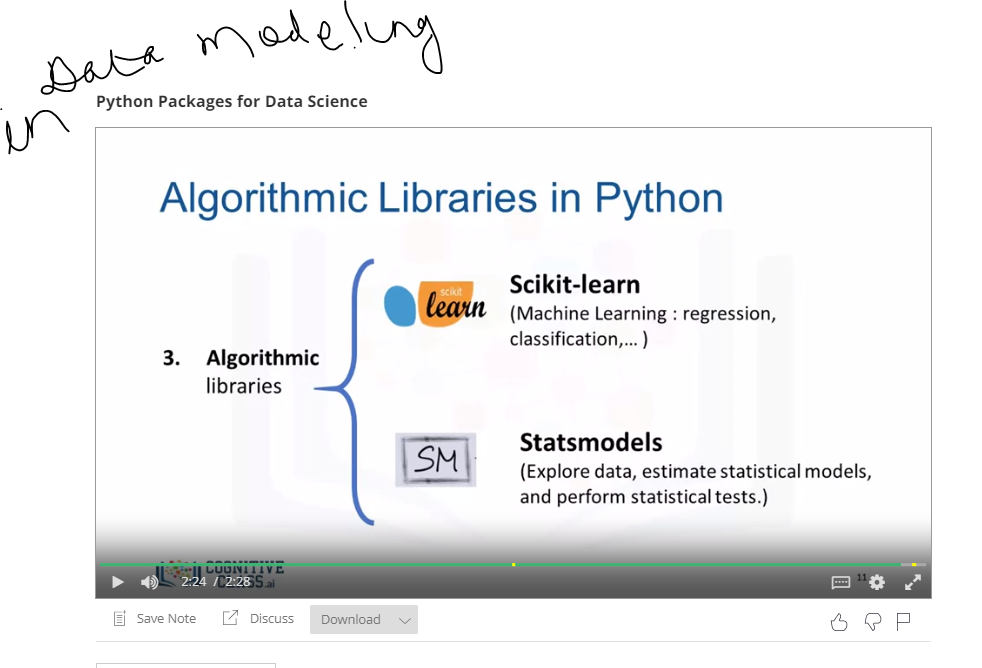 in Data modeling
Python Packages for Data Science
Algorithmic Libraries in Python
scikit
learn
Scikit-learn
(Machine Learning : regression,
classification,... )
3. Algorithmic
libraries
SM
Statsmodels
(Explore data, estimate statistical models,
and perform statistical tests.)
COGNITIVE
CLASS.ai
2:24 / 2:28
11
Save Note
Discuss
Download